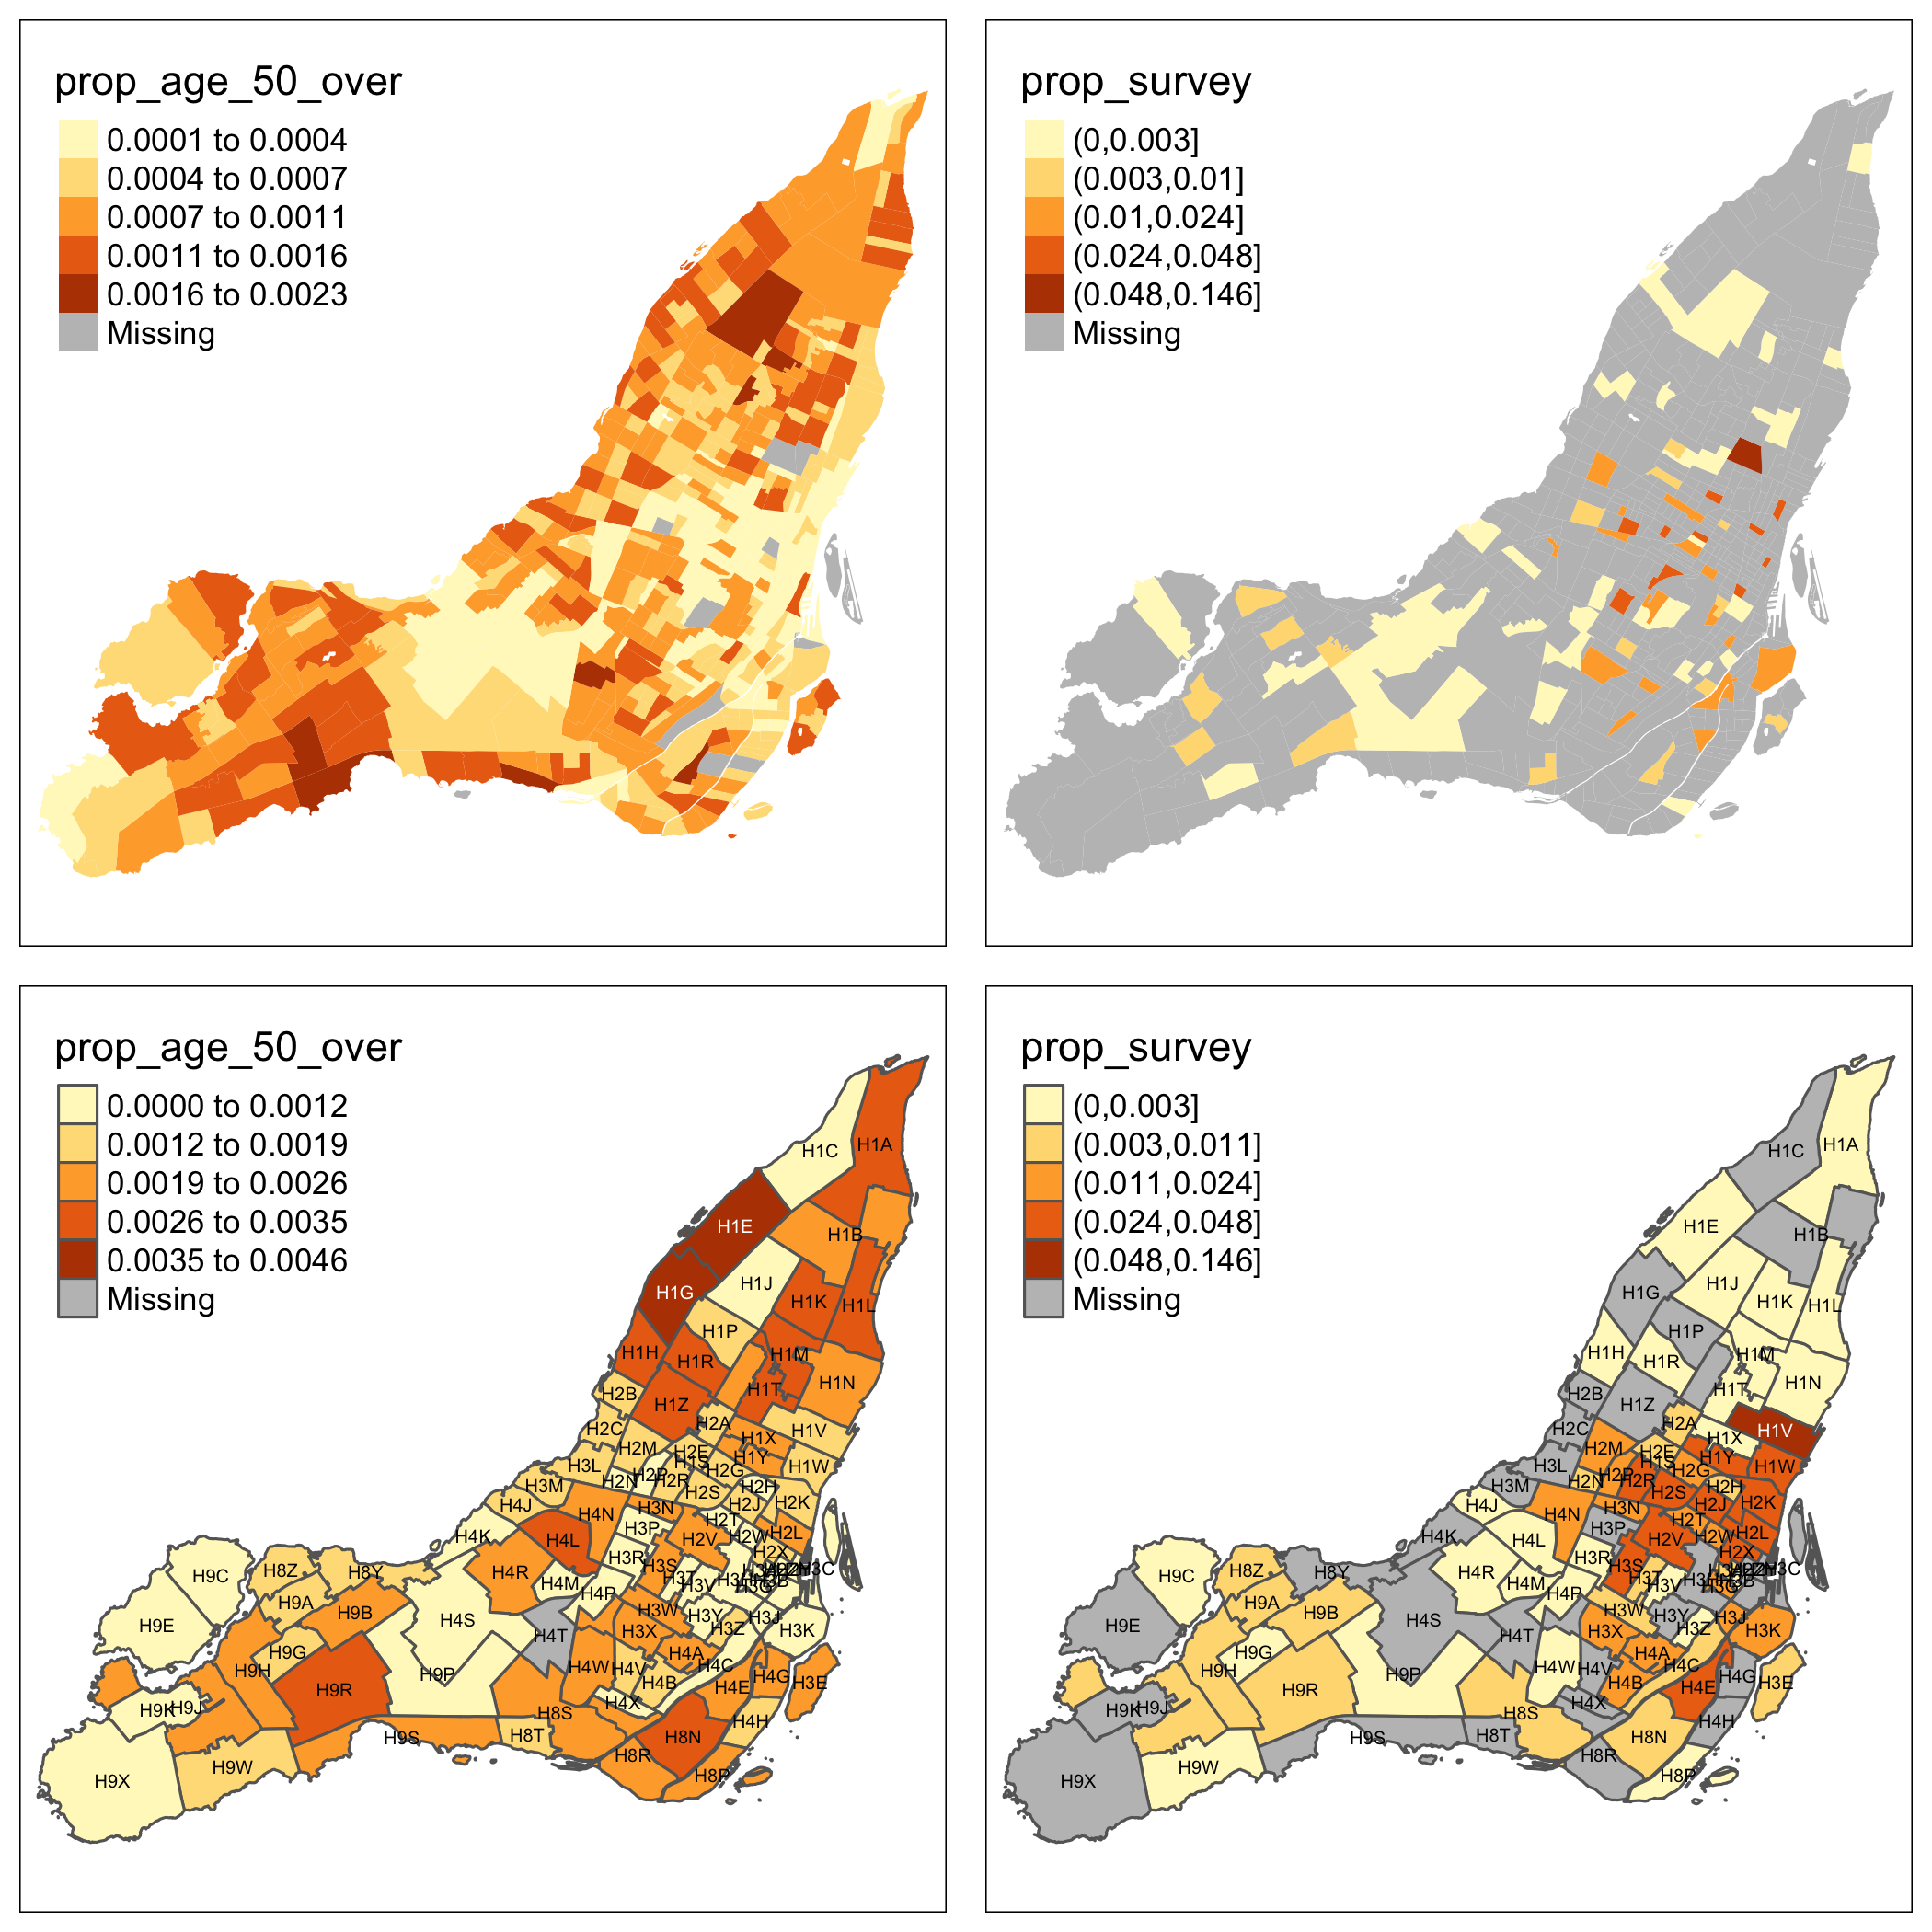 prop_age_50_over
0.0001 to 0.0004
0.0004 to 0.0007
0.0007 to 0.0011
0.0011 to 0.0016
0.0016 to 0.0023
Missing
prop_survey
(0,0.003]
(0.003,0.01]
(0.01,0.024]
(0.024,0.048]
(0.048,0.146]
Missing
prop_age_50_over
0.0000 to 0.0012
0.0012 to 0.0019
0.0019 to 0.0026
0.0026 to 0.0035
0.0035 to 0.0046
Missing
H1A
H1C
H1E
H1B
H1J
H1G
H1K
H1L
H1P
H1H
H1R
H1M
H1N
H1T
H2B
H1Z
H2A
H2C
H1V
H1X
H2M
H2E
H1S
H1Y
H3L
H2G
H1W
H2P
H2N
H2R
H3M
H2H
H2S
H4J
H2J
H2K
H3N
H4N
H2T
H3P
H4K
H2V
H2W
H2L
H4L
H2X
H3R
H3S
H3C
H4R
H8Z
H8Y
H9C
H3T
H4M
H3V
H4P
H3G
H9A
H9B
H3W
H3Y
H3J
H4S
H9E
H3X
H3Z
H3K
H4T
H9G
H4A
H4C
H4W
H4V
H9H
H9P
H4G
H4B
H4E
H3E
H9R
H4X
H9K
H9J
H8S
H4H
H8T
H8N
H9S
H8R
H9W
H8P
H9X
prop_survey
(0,0.003]
(0.003,0.011]
(0.011,0.024]
(0.024,0.048]
(0.048,0.146]
Missing
H1A
H1C
H1E
H1B
H1J
H1G
H1K
H1L
H1P
H1H
H1R
H1M
H1N
H1T
H2B
H1Z
H2A
H2C
H1V
H1X
H2M
H2E
H1S
H1Y
H3L
H2G
H1W
H2P
H2N
H2R
H3M
H2H
H2S
H4J
H2J
H2K
H3N
H4N
H2T
H3P
H4K
H2V
H2W
H2L
H4L
H2X
H3R
H3S
H3C
H4R
H8Z
H8Y
H9C
H3T
H4M
H3V
H4P
H3G
H9A
H9B
H3W
H3Y
H3J
H4S
H9E
H3X
H3Z
H3K
H4T
H9G
H4A
H4C
H4W
H4V
H9H
H9P
H4G
H4B
H4E
H3E
H9R
H4X
H9K
H9J
H8S
H4H
H8T
H8N
H9S
H8R
H9W
H8P
H9X